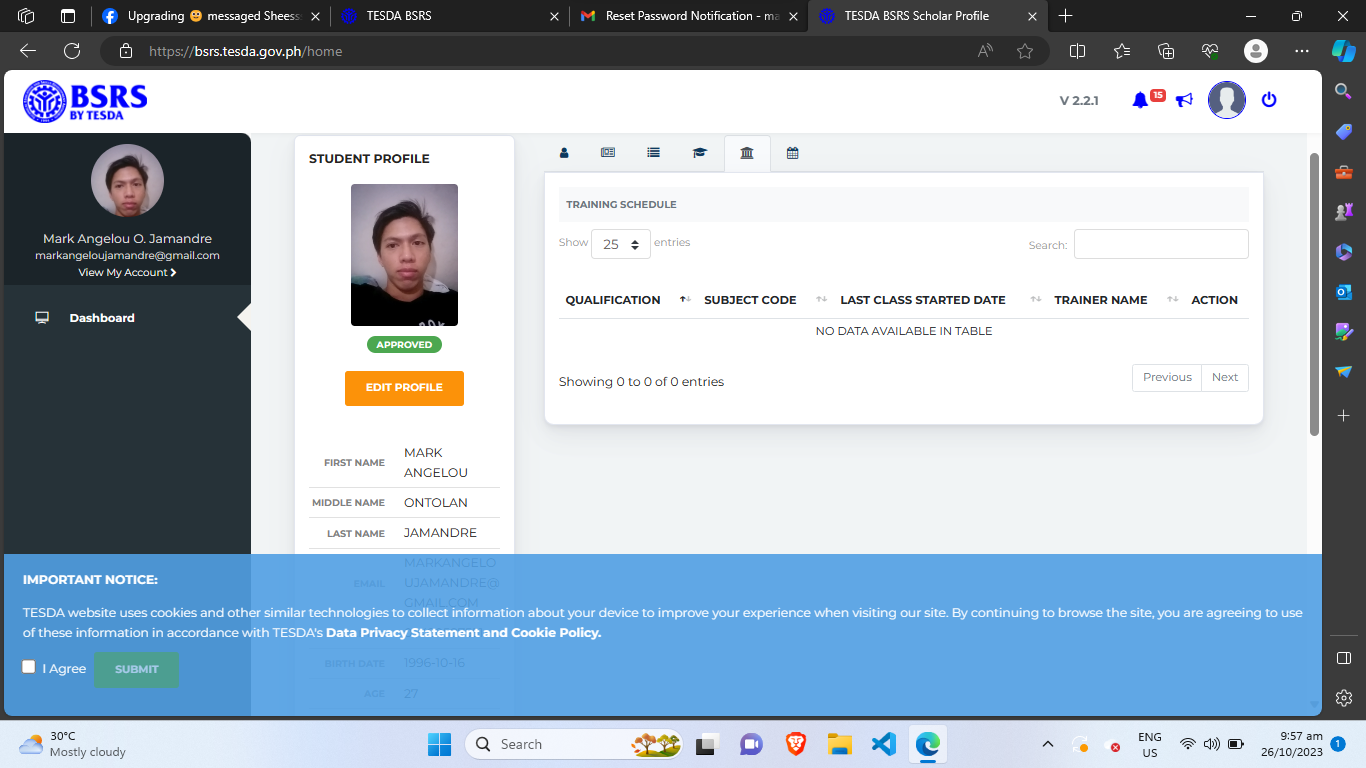 Upgrading 🙂 messaged Sheess
TESDA BSRS
Reset Password Notification - ma
TESDA BSRS Scholar Profile
https://bsrs.tesda.gov.ph/home
BSRS
BY TESDA
V 2.2.1
15
Mark Angelou O. Jamandre
markangeloujamandre@gmail.com
View My Account
Dashboard
STUDENT PROFILE
APPROVED
EDIT PROFILE
FIRST NAME MARK ANGELOU
MIDDLE NAME ONTOLAN
LAST NAME JAMANDRE
EMAIL MARKANGELO
UJAMANDRE@
GMAIL.COM
BIRTH DATE 1996-10-16
AGE 27
TRAINING SCHEDULE
Show 25 entries
Search:
QUALIFICATION SUBJECT CODE LAST CLASS STARTED DATE TRAINER NAME ACTION
NO DATA AVAILABLE IN TABLE
Showing 0 to 0 of 0 entries
Previous Next
IMPORTANT NOTICE:
TESDA website uses cookies and other similar technologies to collect information about your device to improve your experience when visiting our site. By continuing to browse the site, you are agreeing to use
of these information in accordance with TESDA's Data Privacy Statement and Cookie Policy.
I Agree SUBMIT
30°C
Mostly cloudy
Search
ENG
US
9:57 am
26/10/2023
1